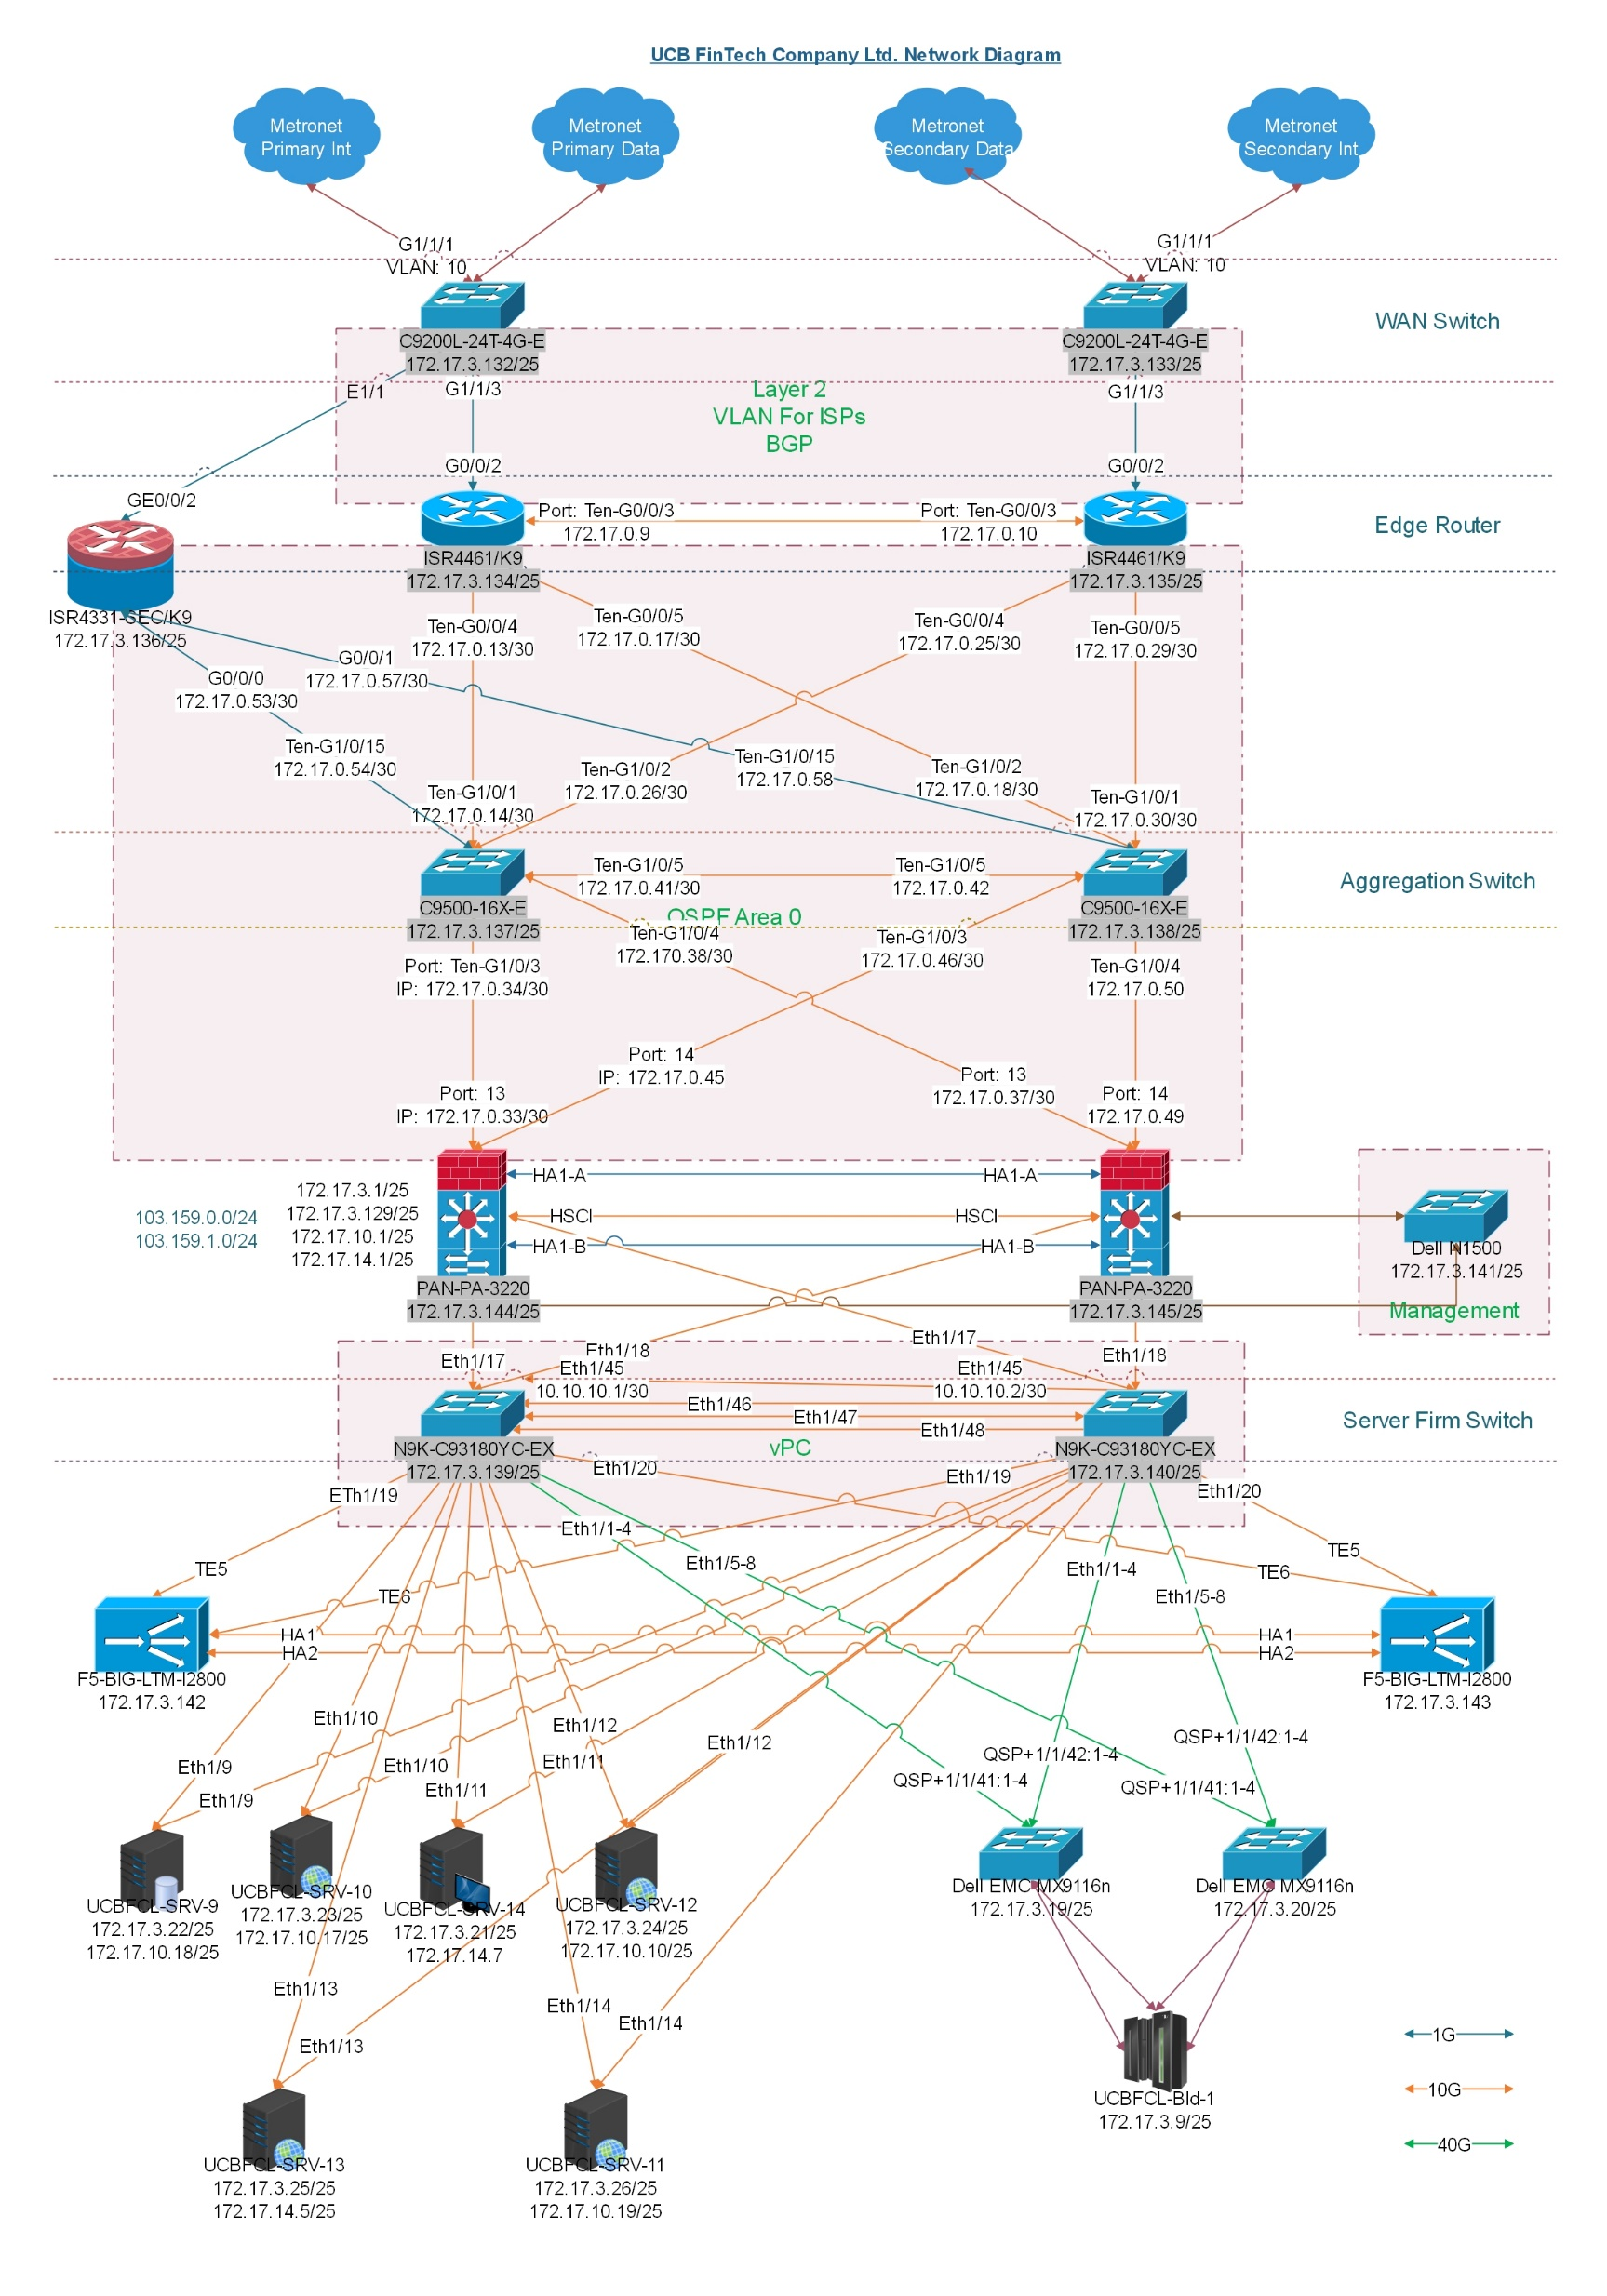 UCB FinTech Company Ltd. Network Diagram
Metronet
Primary Int
Metronet
Primary Data
Metronet
Secondary Data
Metronet
Secondary Int
G1/1/1
VLAN: 10
G1/1/1
VLAN: 10
WAN Switch
C9200L-24T-4G-E
172.17.3.132/25
C9200L-24T-4G-E
172.17.3.133/25
E1/1
G1/1/3
G1/1/3
Layer 2
VLAN For ISPs
BGP
G0/0/2
G0/0/2
GE0/0/2
Port: Ten-G0/0/3
172.17.0.9
Port: Ten-G0/0/3
172.17.0.10
Edge Router
ISR4461/K9
172.17.3.134/25
ISR4461/K9
172.17.3.135/25
ISR4331-SEC/K9
172.17.3.136/25
Ten-G0/0/4
172.17.0.13/30
Ten-G0/0/5
172.17.0.17/30
Ten-G0/0/4
172.17.0.25/30
Ten-G0/0/5
172.17.0.29/30
G0/0/1
172.17.0.57/30
G0/0/0
172.17.0.53/30
Ten-G1/0/15
172.17.0.54/30
Ten-G1/0/1
172.17.0.14/30
Ten-G1/0/2
172.17.0.26/30
Ten-G1/0/15
172.17.0.58
Ten-G1/0/2
172.17.0.18/30
Ten-G1/0/1
172.17.0.30/30
Ten-G1/0/5
172.17.0.41/30
Ten-G1/0/5
172.17.0.42
Aggregation Switch
C9500-16X-E
172.17.3.137/25
OSPF Area 0
C9500-16X-E
172.17.3.138/25
Ten-G1/0/4
172.170.38/30
Ten-G1/0/3
172.17.0.46/30
Port: Ten-G1/0/3
IP: 172.17.0.34/30
Ten-G1/0/4
172.17.0.50
Port: 14
IP: 172.17.0.45
Port: 13
172.17.0.37/30
Port: 13
IP: 172.17.0.33/30
Port: 14
172.17.0.49
HA1-A
HA1-A
172.17.3.1/25
172.17.3.129/25
172.17.10.1/25
172.17.14.1/25
103.159.0.0/24
103.159.1.0/24
HSCI
HSCI
HA1-B
HA1-B
Dell N1500
172.17.3.141/25
Management
PAN-PA-3220
172.17.3.144/25
PAN-PA-3220
172.17.3.145/25
Eth1/17
Eth1/18
Eth1/17
Eth1/18
Eth1/45
10.10.10.1/30
Eth1/45
10.10.10.2/30
Eth1/46
Eth1/47
Eth1/48
Server Firm Switch
N9K-C93180YC-EX
172.17.3.139/25
vPC
N9K-C93180YC-EX
172.17.3.140/25
ETh1/19
Eth1/20
Eth1/19
Eth1/20
Eth1/1-4
Eth1/5-8
Eth1/1-4
Eth1/5-8
TE5
TE6
TE6
TE5
HA1
HA2
HA1
HA2
F5-BIG-LTM-I2800
172.17.3.142
F5-BIG-LTM-I2800
172.17.3.143
Eth1/10
Eth1/12
Eth1/12
Eth1/9
Eth1/10
Eth1/11
Eth1/11
Eth1/9
QSP+1/1/42:1-4
QSP+1/1/42:1-4
QSP+1/1/41:1-4
QSP+1/1/41:1-4
UCBFCL-SRV-9
172.17.3.22/25
172.17.10.18/25
UCBFCL-SRV-10
172.17.3.23/25
172.17.10.17/25
UCBFCL-SRV-14
172.17.3.21/25
172.17.14.7
UCBFCL-SRV-12
172.17.3.24/25
172.17.10.10/25
Dell EMC MX9116n
172.17.3.19/25
Dell EMC MX9116n
172.17.3.20/25
Eth1/13
Eth1/14
Eth1/14
Eth1/13
UCBFCL-Bld-1
172.17.3.9/25
1G
10G
40G
UCBFCL-SRV-13
172.17.3.25/25
172.17.14.5/25
UCBFCL-SRV-11
172.17.3.26/25
172.17.10.19/25